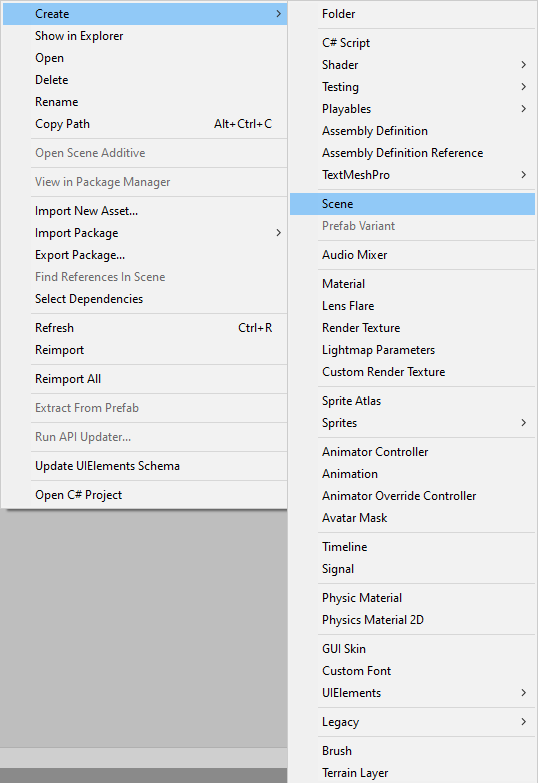 Create
Show in Explorer
Open
Delete
Rename
Copy Path Alt+Ctrl+C
Open Scene Additive
View in Package Manager
Import New Asset...
Import Package
Export Package...
Find References In Scene
Select Dependencies
Refresh Ctrl+R
Reimport
Reimport All
Extract From Prefab
Run API Updater...
Update UIElements Schema
Open C# Project
Folder
C# Script
Shader
Testing
Playables
Assembly Definition
Assembly Definition Reference
TextMeshPro
Scene
Prefab Variant
Audio Mixer
Material
Lens Flare
Render Texture
Lightmap Parameters
Custom Render Texture
Sprite Atlas
Sprites
Animator Controller
Animation
Animator Override Controller
Avatar Mask
Timeline
Signal
Physic Material
Physics Material 2D
GUI Skin
Custom Font
UIElements
Legacy
Brush
Terrain Layer